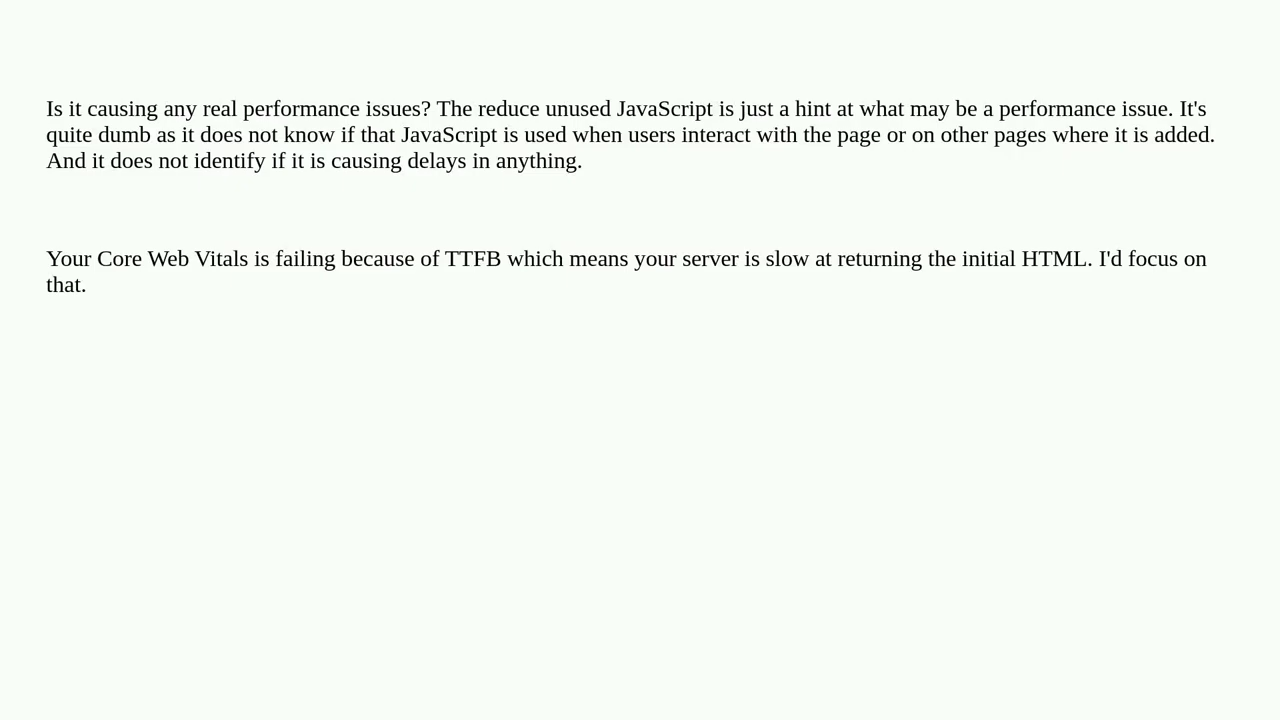 Is it causing any real performance issues? The reduce unused JavaScript is just a hint at what may be a performance issue. It's
quite dumb as it does not know if that JavaScript is used when users interact with the page or on other pages where it is added.
And it does not identify if it is causing delays in anything.
Your Core Web Vitals is failing because of TTFB which means your server is slow at returning the initial HTML. I'd focus on
that.